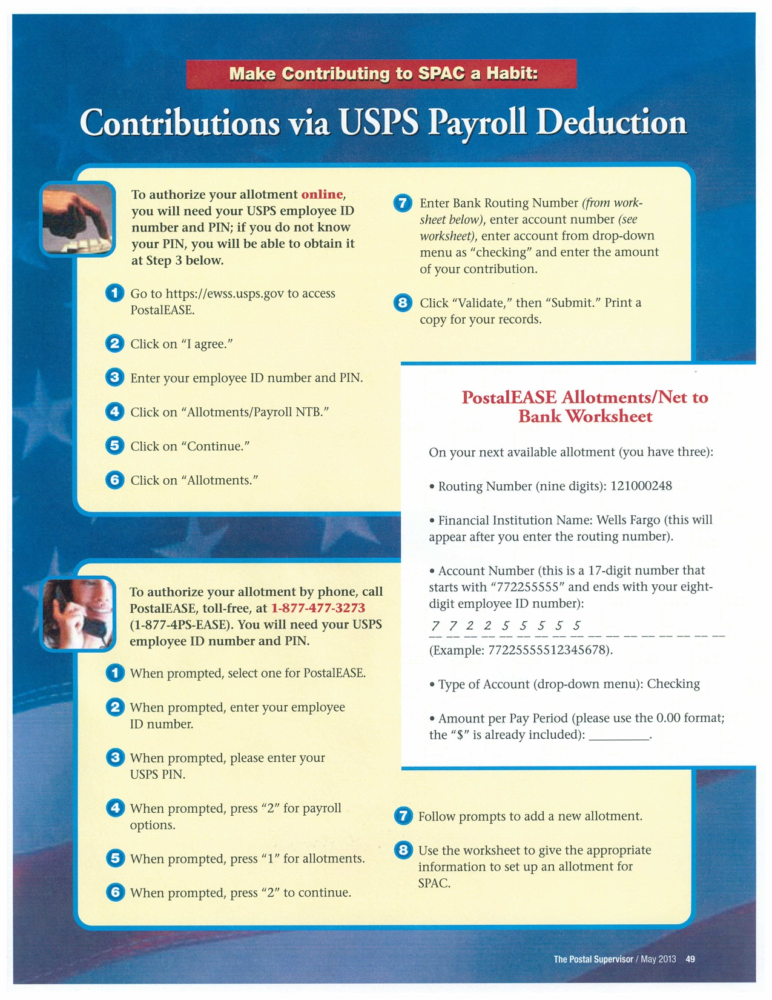 Make Contributing to SPAC a Habit:
Contributions via USPS Payroll Deduction
To authorize your allotment online,
you will need your USPS employee ID
number and PIN; if you do not know
your PIN, you will be able to obtain it
at Step 3 below.
1 Go to https://ewss.usps.gov to access
PostalEASE.
2 Click on “I agree.”
3 Enter your employee ID number and PIN.
4 Click on “Allotments/Payroll NTB.”
5 Click on “Continue.”
6 Click on “Allotments.”
7 Enter Bank Routing Number (from work-
sheet below), enter account number (see
worksheet), enter account from drop-down
menu as “checking” and enter the amount
of your contribution.
8 Click “Validate,” then “Submit.” Print a
copy for your records.
PostalEASE Allotments/Net to
Bank Worksheet
On your next available allotment (you have three):
• Routing Number (nine digits): 121000248
• Financial Institution Name: Wells Fargo (this will
appear after you enter the routing number).
• Account Number (this is a 17-digit number that
starts with “772255555” and ends with your eight-
digit employee ID number):
7 7 2 2 5 5 5 5 5
(Example: 77225555512345678).
• Type of Account (drop-down menu): Checking
• Amount per Pay Period (please use the 0.00 format;
the “$” is already included): __________.
To authorize your allotment by phone, call
PostalEASE, toll-free, at 1-877-477-3273
(1-877-4PS-EASE). You will need your USPS
employee ID number and PIN.
1 When prompted, select one for PostalEASE.
2 When prompted, enter your employee
ID number.
3 When prompted, please enter your
USPS PIN.
4 When prompted, press “2” for payroll
options.
5 When prompted, press “1” for allotments.
6 When prompted, press “2” to continue.
7 Follow prompts to add a new allotment.
8 Use the worksheet to give the appropriate
information to set up an allotment for
SPAC.
The Postal Supervisor / May 2013 49